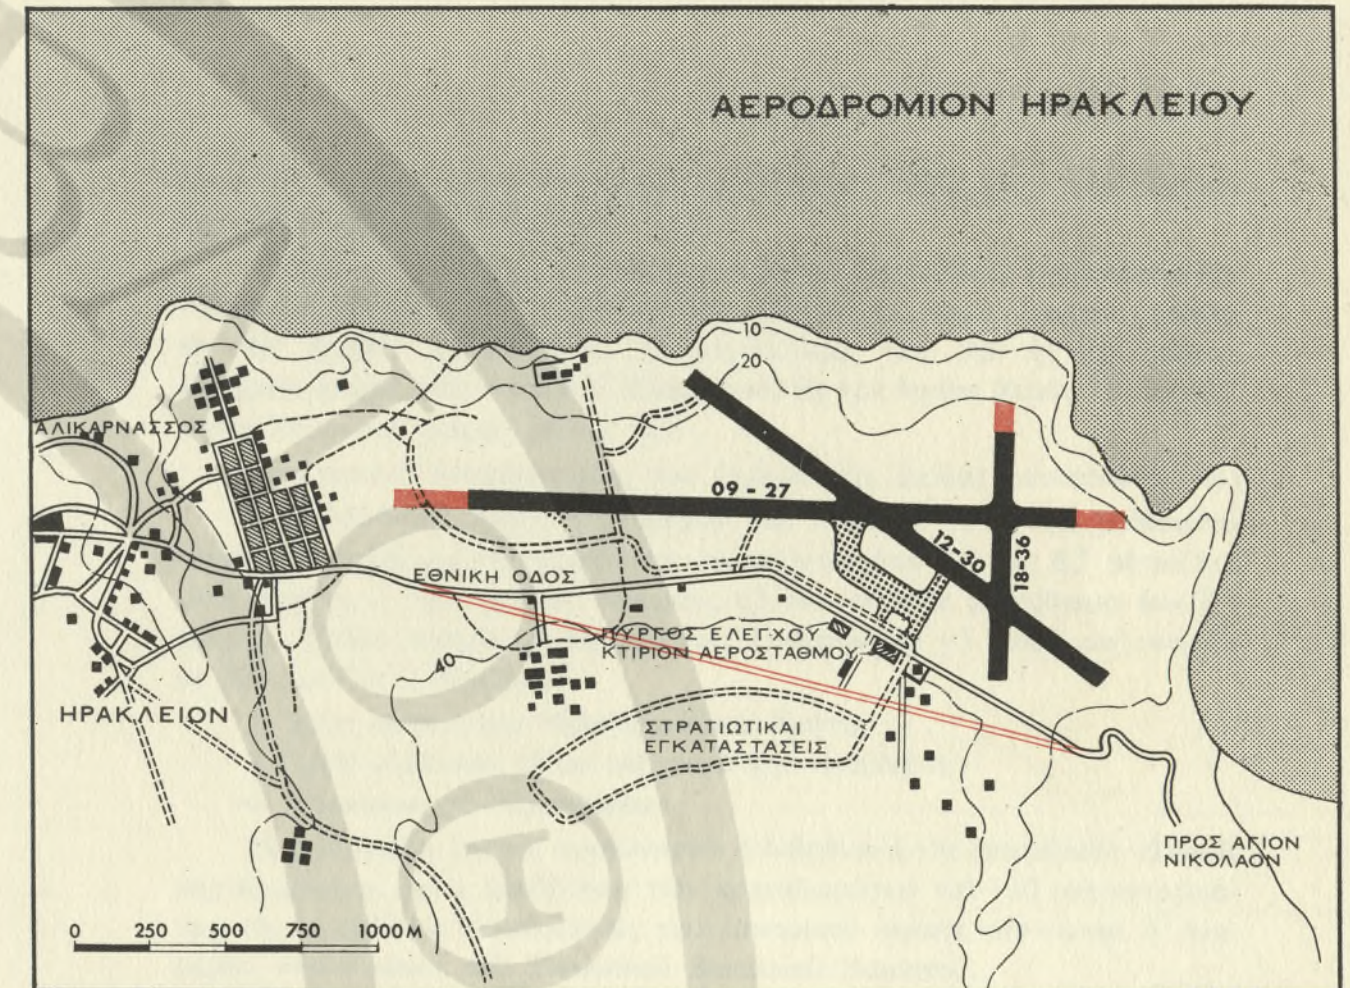 ΑΕΡΟΔΡΟΜΙΟΝ ΗΡΑΚΛΕΙΟΥ
10
20
ΑΛΙΚΑΡΝΑΣΣΟΣ
09 - 27
12-30
18-36
ΕΘΝΙΚΗ ΟΔΟΣ
ΠΥΡΓΟΣ ΕΛΕΓΧΟΥ
ΚΤΙΡΙΟΝ ΑΕΡΟΣΤΑΘΜΟΥ
40
ΗΡΑΚΛΕΙΟΝ
ΣΤΡΑΤΙΩΤΙΚΑΙ
ΕΓΚΑΤΑΣΤΑΣΕΙΣ
ΠΡΟΣ ΑΓΙΟΝ
ΝΙΚΟΛΑΟΝ
0 250 500 750 1000 Μ